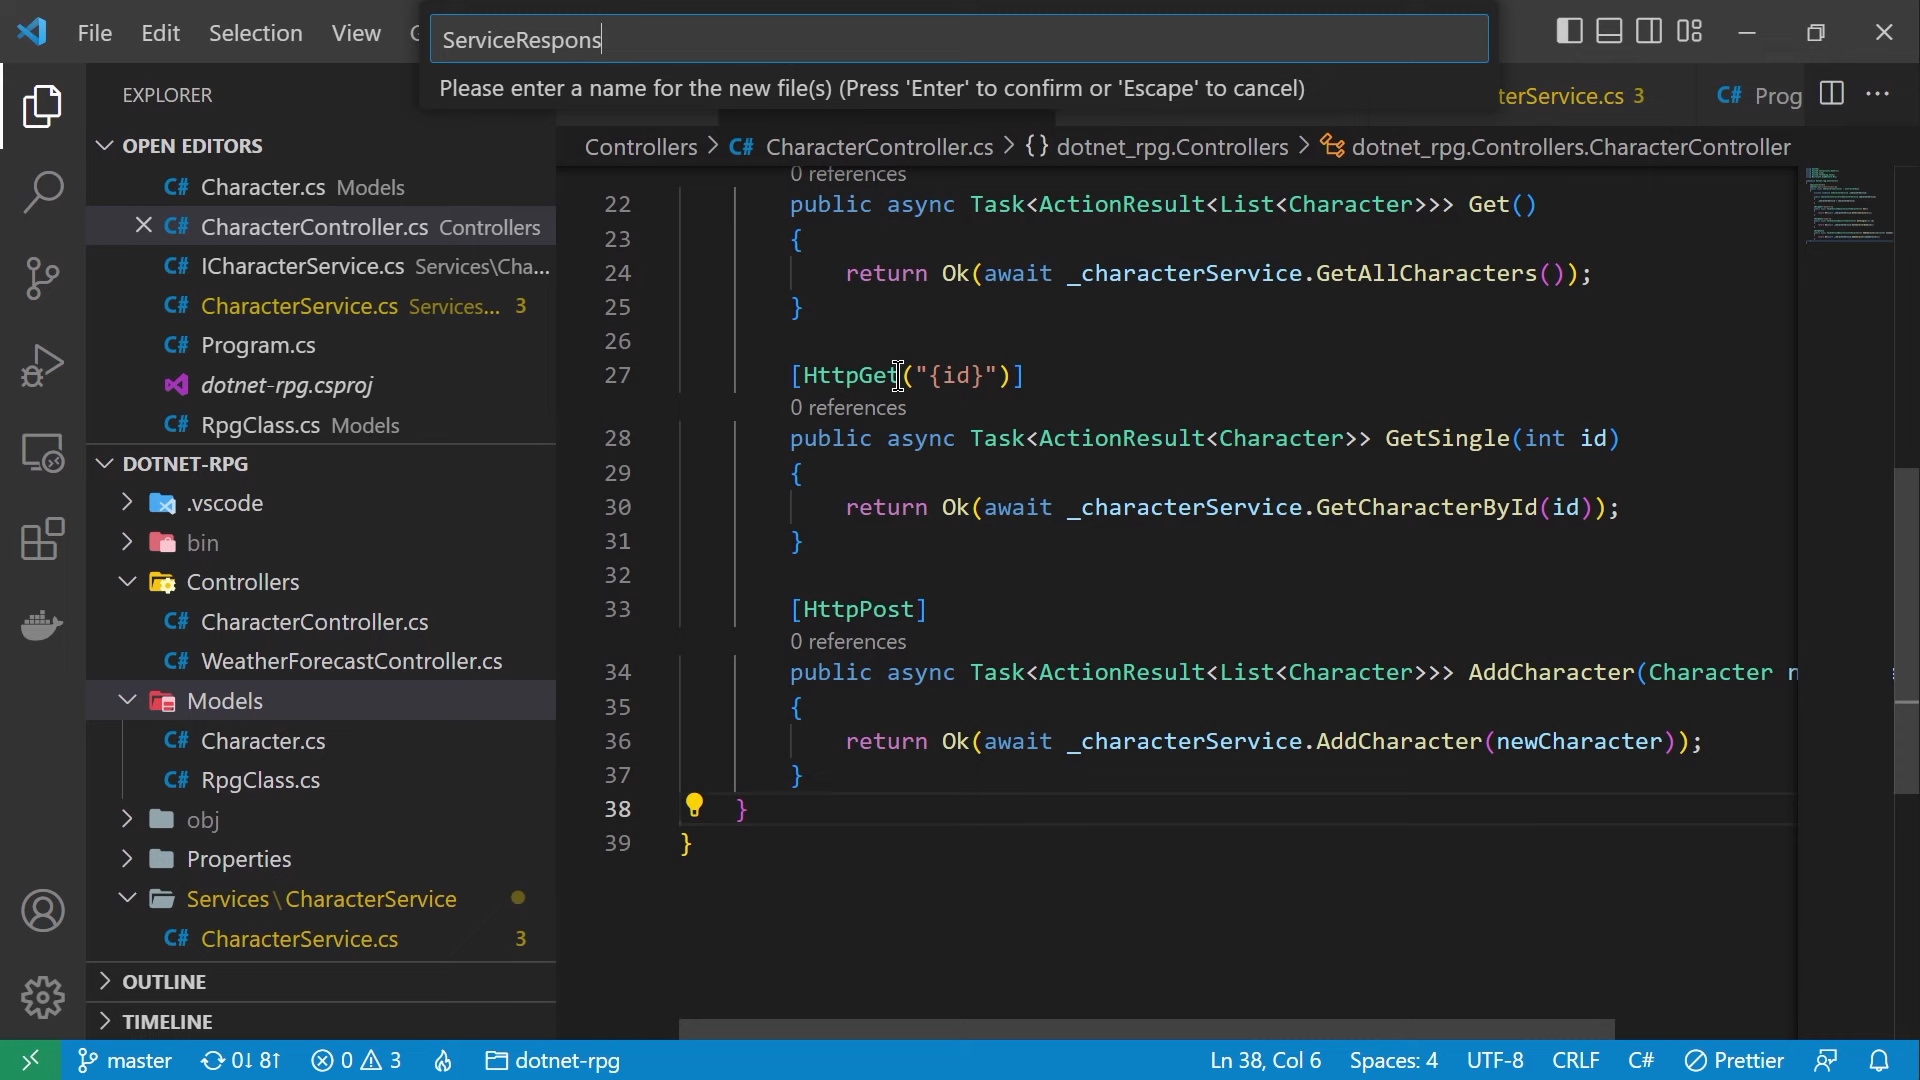 File Edit Selection View
ServiceRespons
Please enter a name for the new file(s) (Press 'Enter' to confirm or 'Escape' to cancel)
terService.cs 3
C# Prog
EXPLORER
OPEN EDITORS
C# Character.cs Models
C# CharacterController.cs Controllers
C# ICharacterService.cs Services\Cha...
C# CharacterService.cs Services... 3
C# Program.cs
dotnet-rpg.csproj
C# RpgClass.cs Models
DOTNET-RPG
.vscode
bin
Controllers
C# CharacterController.cs
C# WeatherForecastController.cs
Models
C# Character.cs
C# RpgClass.cs
obj
Properties
Services\CharacterService
C# CharacterService.cs 3
OUTLINE
TIMELINE
Controllers > C# CharacterController.cs > {} dotnet_rpg.Controllers > dotnet_rpg.Controllers.CharacterController
0 references
22 public async Task<ActionResult<List<Character>>> Get()
23 {
24 return Ok(await _characterService.GetAllCharacters());
25 }
26
27 [HttpGet("{id}")]
0 references
28 public async Task<ActionResult<Character>> GetSingle(int id)
29 {
30 return Ok(await _characterService.GetCharacterById(id));
31 }
32
33 [HttpPost]
0 references
34 public async Task<ActionResult<List<Character>>> AddCharacter(Character n
35 {
36 return Ok(await _characterService.AddCharacter(newCharacter));
37 }
38 }
39 }
master 0↓ 8↑ 0 3 dotnet-rpg Ln 38, Col 6 Spaces: 4 UTF-8 CRLF C# Prettier